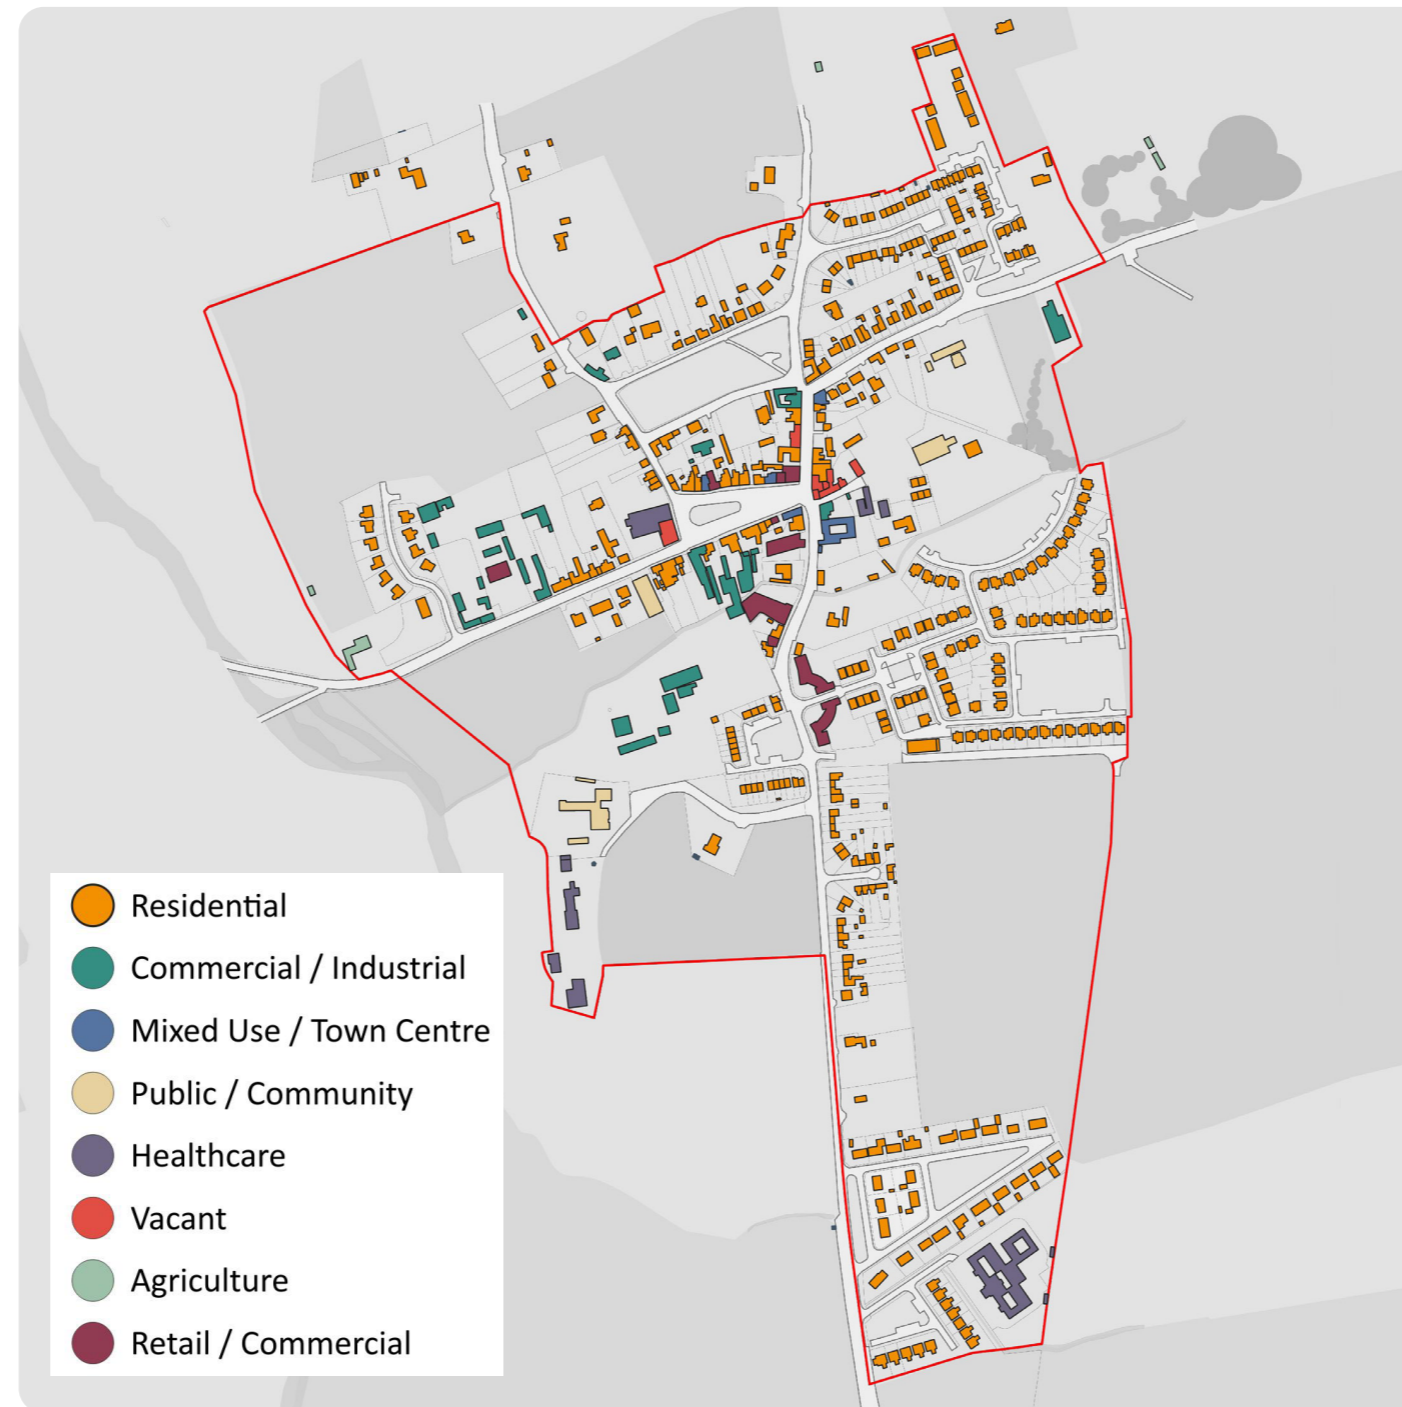 Residential
Commercial / Industrial
Mixed Use / Town Centre
Public / Community
Healthcare
Vacant
Agriculture
Retail / Commercial